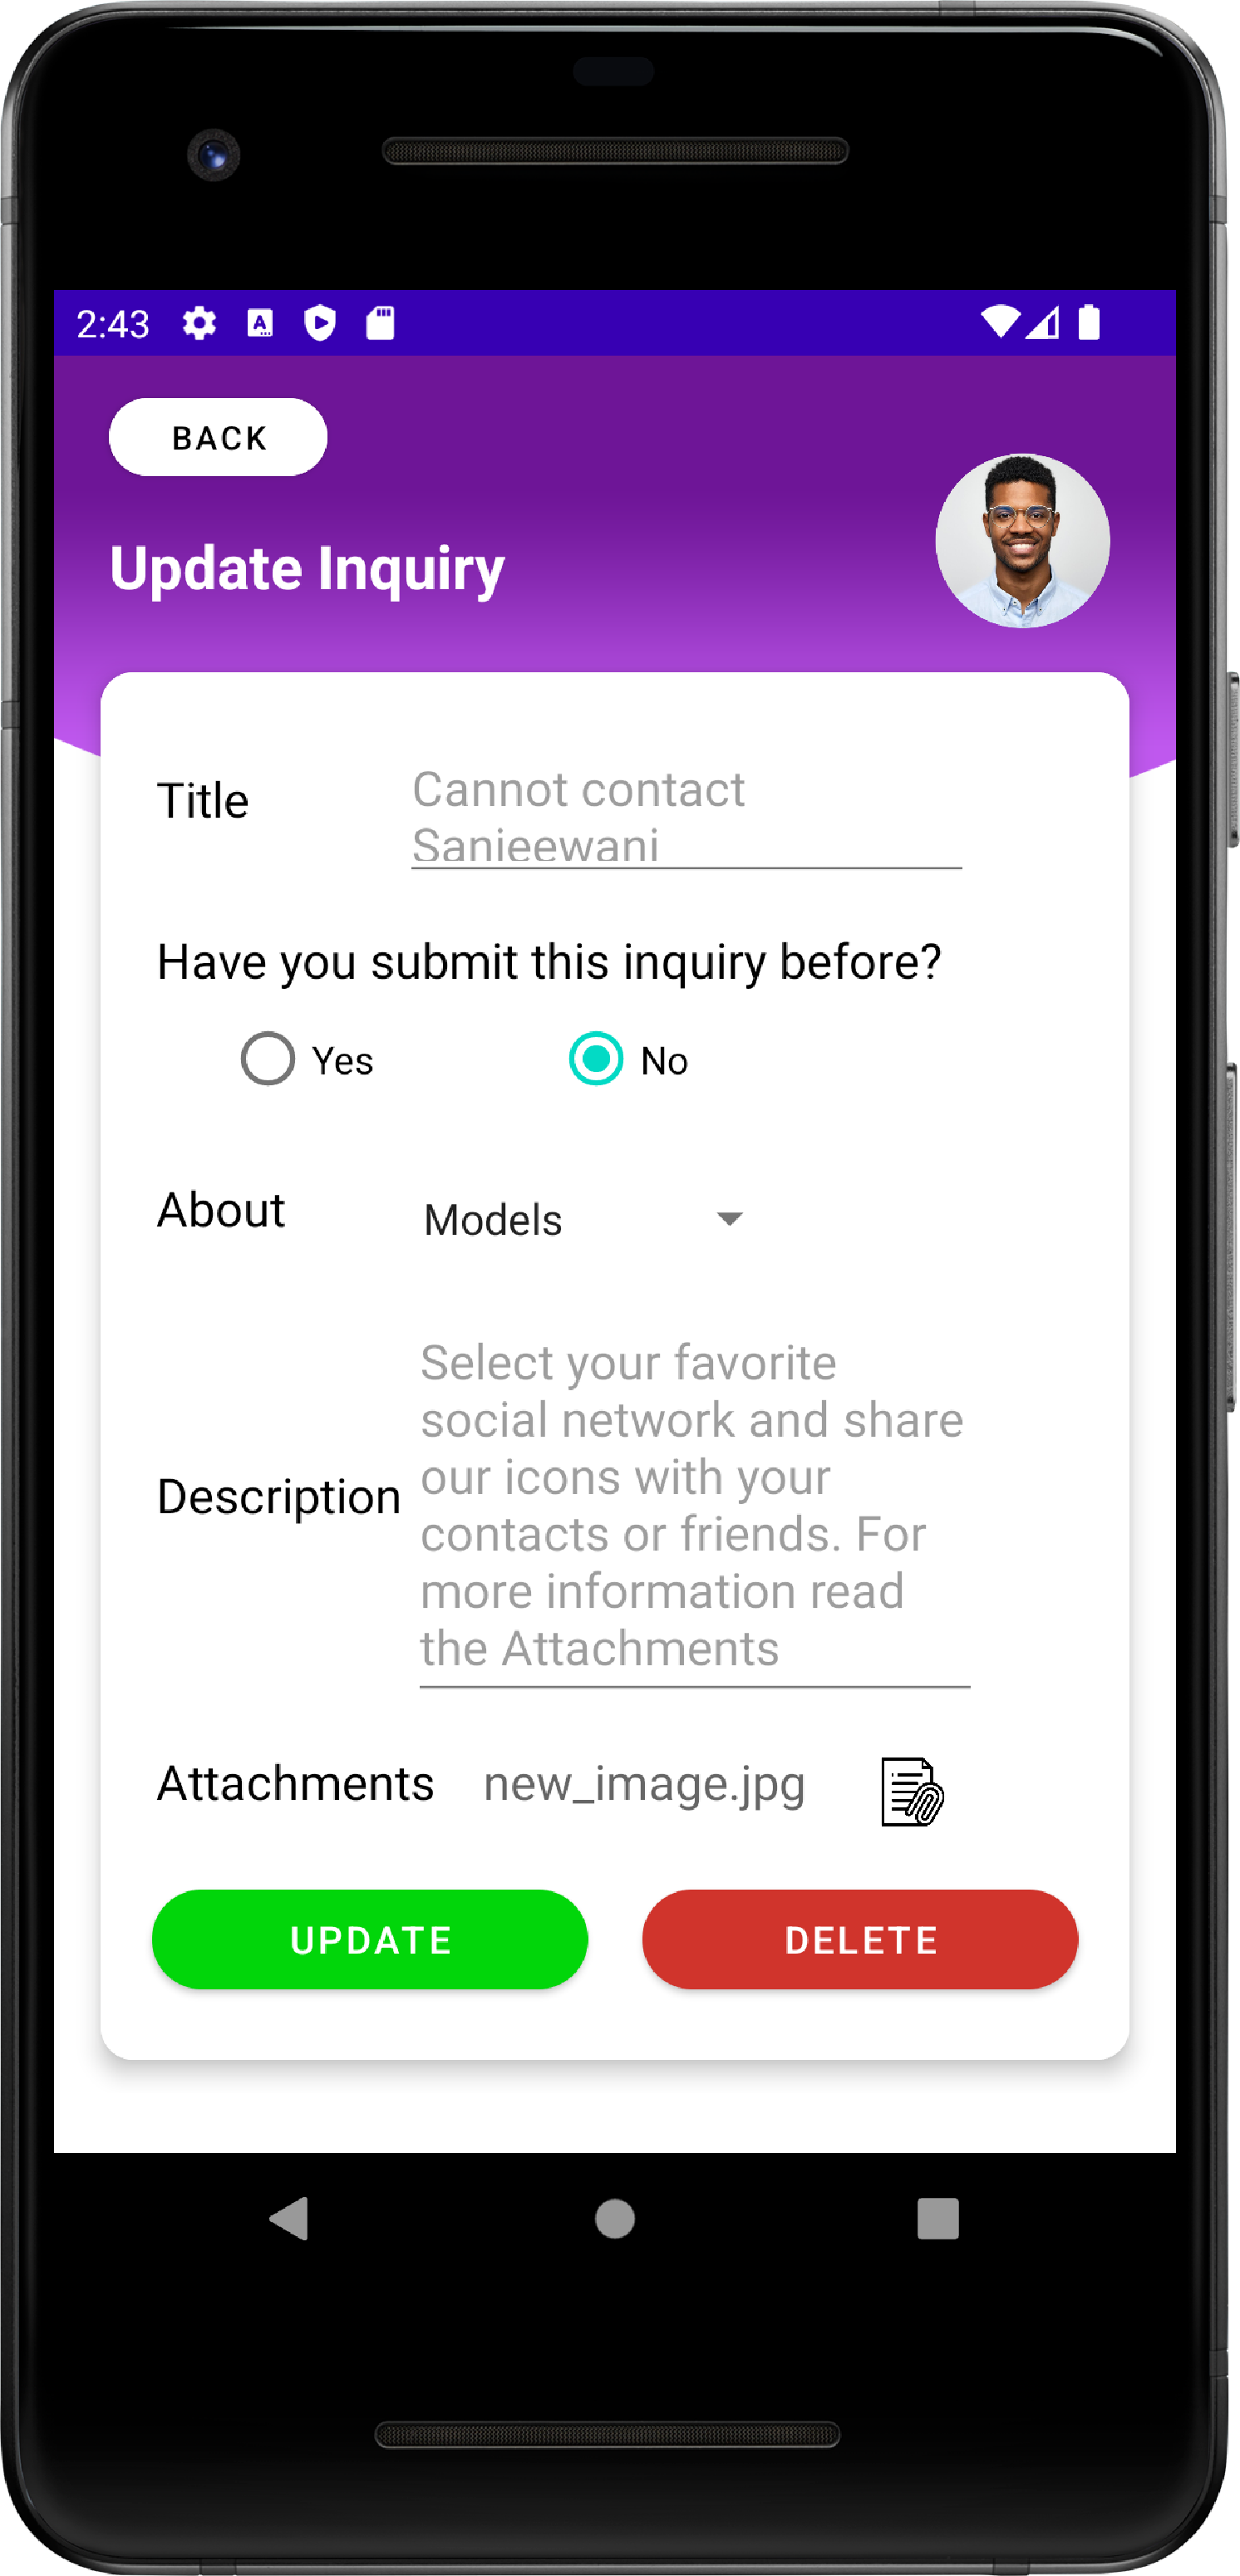 2:43
BACK
Update Inquiry
Title
Cannot contact
Sanjeewani
Have you submit this inquiry before?
Yes No
About
Models
Description
Select your favorite
social network and share
our icons with your
contacts or friends. For
more information read
the Attachments
Attachments new_image.jpg
UPDATE DELETE